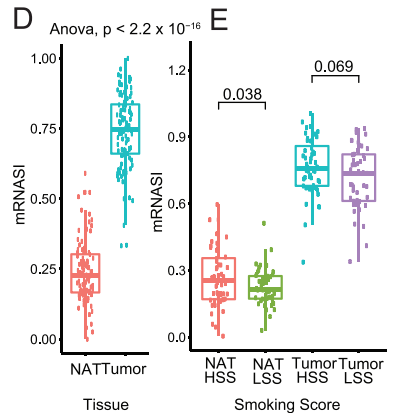 D
Anova, p < 2.2 x 10⁻¹⁶
mRNASI
1.00
0.75
0.50
0.25
0.00
NAT Tumor
Tissue
E
mRNASI
1.2
0.9
0.6
0.3
0.0
0.038
0.069
NAT HSS
NAT LSS
Tumor HSS
Tumor LSS
Smoking Score